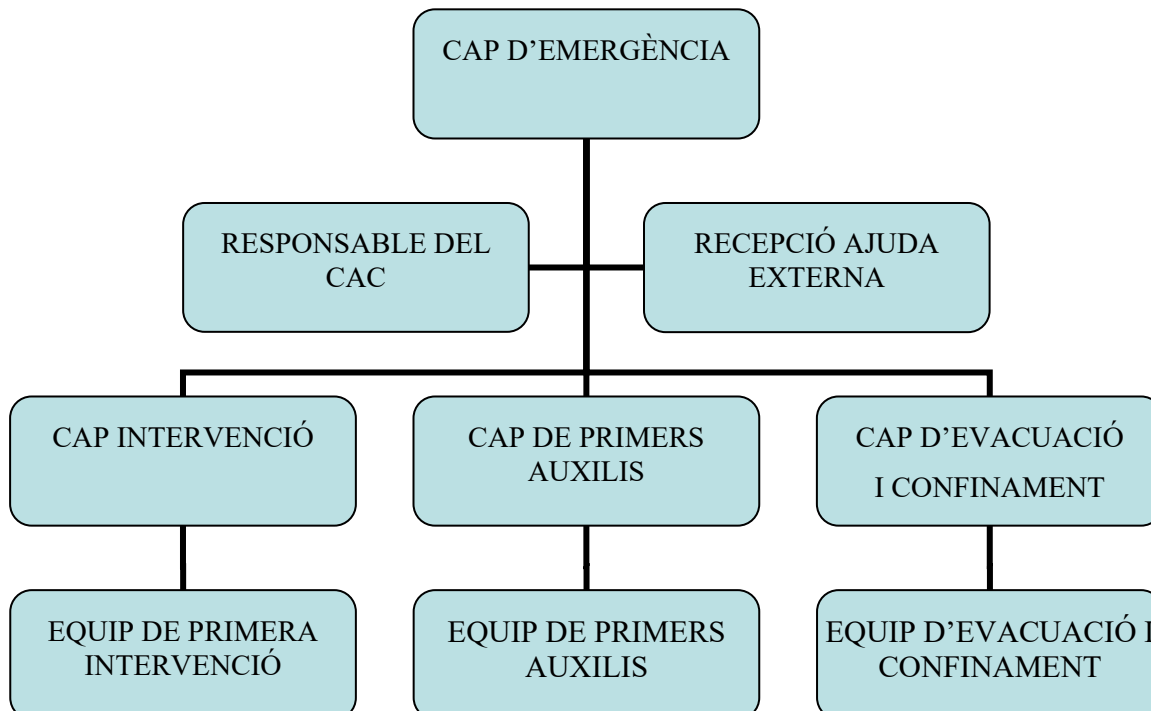 CAP D’EMERGÈNCIA
RESPONSABLE DEL
CAC
RECEPCIÓ AJUDA
EXTERNA
CAP INTERVENCIÓ
CAP DE PRIMERS
AUXILIS
CAP D’EVACUACIÓ
I CONFINAMENT
EQUIP DE PRIMERA
INTERVENCIÓ
EQUIP DE PRIMERS
AUXILIS
EQUIP D’EVACUACIÓ I
CONFINAMENT